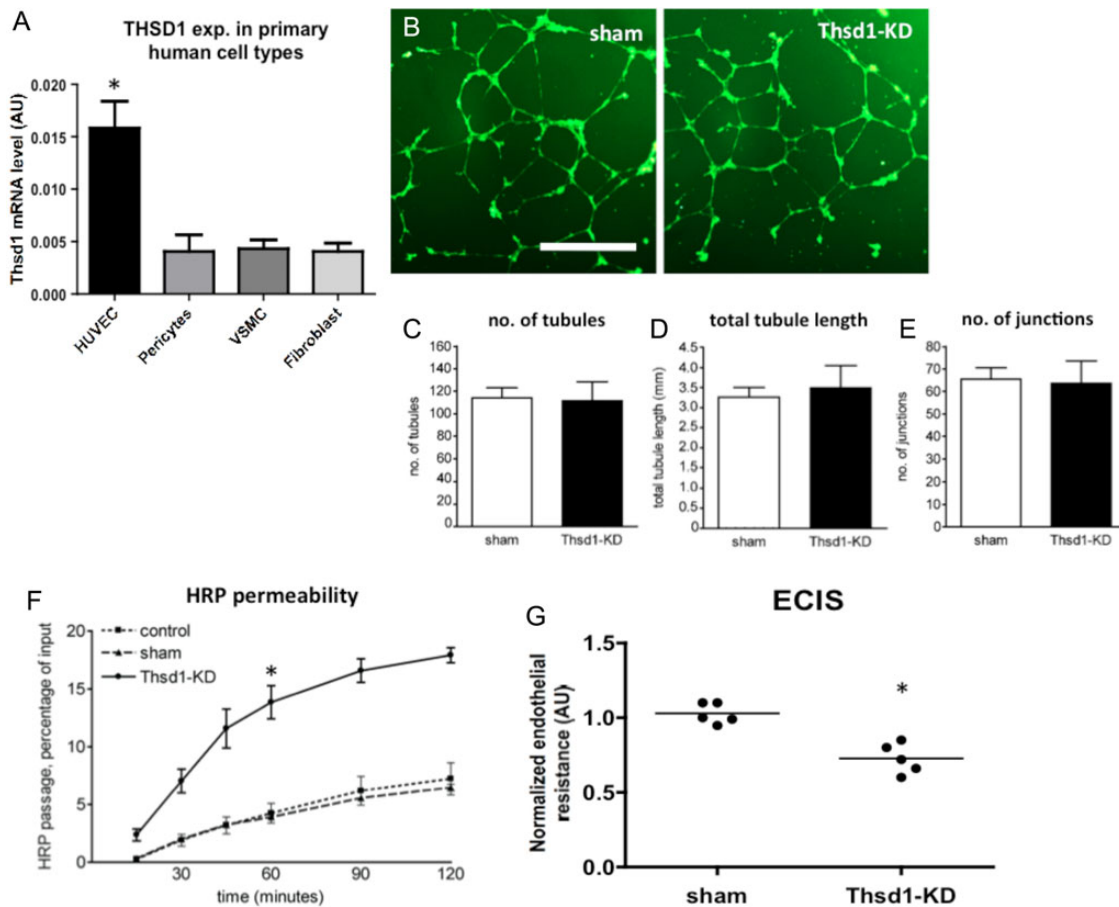 A
THSD1 exp. in primary
human cell types
Thsd1 mRNA level (AU)
0.020
0.015
0.010
0.005
0.000
*
HUVEC
Pericytes
VSMC
Fibroblast
B
sham
Thsd1-KD
C
no. of tubules
no. of tubules
160
140
120
100
80
60
40
20
0
sham
Thsd1-KD
D
total tubule length
total tubule length (mm)
4.5
4.0
3.5
3.0
2.5
2.0
1.5
1.0
0.5
0.0
sham
Thsd1-KD
E
no. of junctions
no. of junctions
80
70
60
50
40
30
20
10
0
sham
Thsd1-KD
F
HRP permeability
HRP passage, percentage of input
20
15
10
5
0
control
sham
Thsd1-KD
*
30
60
90
120
time (minutes)
G
ECIS
Normalized endothelial
resistance (AU)
1.5
1.0
0.5
0.0
*
sham
Thsd1-KD